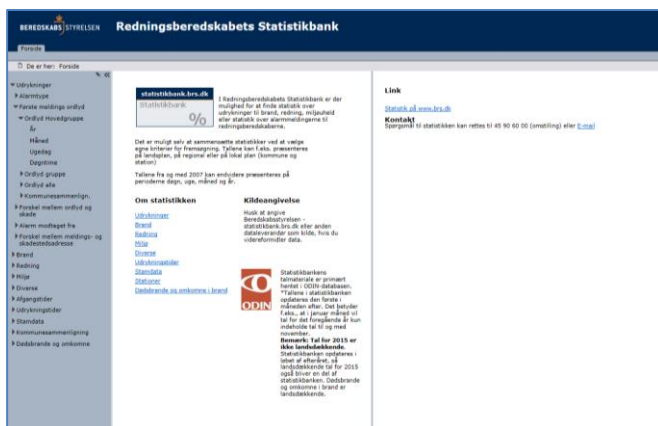 BEREDSKABSSTYRELSEN
Redningsberedskabets Statistikbank
Forside
De er her: Forside
Udrykninger
Alarmtype
Første meldings ordlyd
Ordlyd Hovedgruppe
År
Måned
Ugedag
Døgntime
Ordlyd gruppe
Ordlyd alle
Kommunesammenlign.
Forskel mellem ordlyd og
skade
Alarm modtaget fra
Forskel mellem meldings- og
skadestedsadresse
Brand
Redning
Miljø
Diverse
Afgangstider
Udrykningstider
Stamdata
Kommunesammenligning
Dødsbrande og omkomne
statistikbank.brs.dk
Statistikbank
%
I Redningsberedskabets Statistikbank er der
mulighed for at finde statistik over
udrykninger til brand, redning, miljøuheld
eller statistik over alarmmeldingerne til
redningsberedskaberne.
Det er muligt selv at sammensætte statistikker ved at vælge
egne kriterier for fremsøgning. Tallene kan f.eks. præsenteres
på landsplan, på regional eller på lokal plan (kommune og
station)
Tallene fra og med 2007 kan endvidere præsenteres på
perioderne døgn, uge, måned og år.
Om statistikken
Udrykninger
Brand
Redning
Miljø
Diverse
Udrykningstider
Stamdata
Stationer
Dødsbrande og omkomne i brand
Kildeangivelse
Husk at angive
Beredskabsstyrelsen -
statistikbank.brs.dk eller anden
dataleverandør som kilde, hvis du
videreformidler data.
ODIN
Statistikbankens
talmateriale er primært
hentet i ODIN-databasen.
*Tallene i statistikbanken
opdateres den første i
måneden efter. Det betyder
f.eks., at i januar måned vil
tal for det foregående år kun
indeholde tal til og med
november.
Bemærk: Tal for 2015 er
ikke landsdækkende.
Statistikbanken opdateres i
løbet af efteråret, så
landsdækkende tal for 2015
også bliver en del af
statistikbanken. Dødsbrande
og omkomne i brand er
landsdækkende.
Link
Statistik på www.brs.dk
Kontakt
Spørgsmål til statistikken kan rettes til 45 90 60 00 (omstilling) eller E-mail